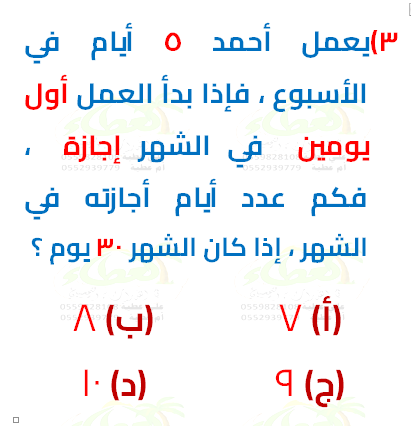 ٣)يعمل أحمد ٥ أيام في
الأسبوع ، فإذا بدأ العمل أول
يومين في الشهر إجازة ،
فكم عدد أيام أجازته في
الشهر ، إذا كان الشهر ٣٠ يوم ؟
(أ) ٧ (ب) ٨
(ج) ٩ (د) ١٠